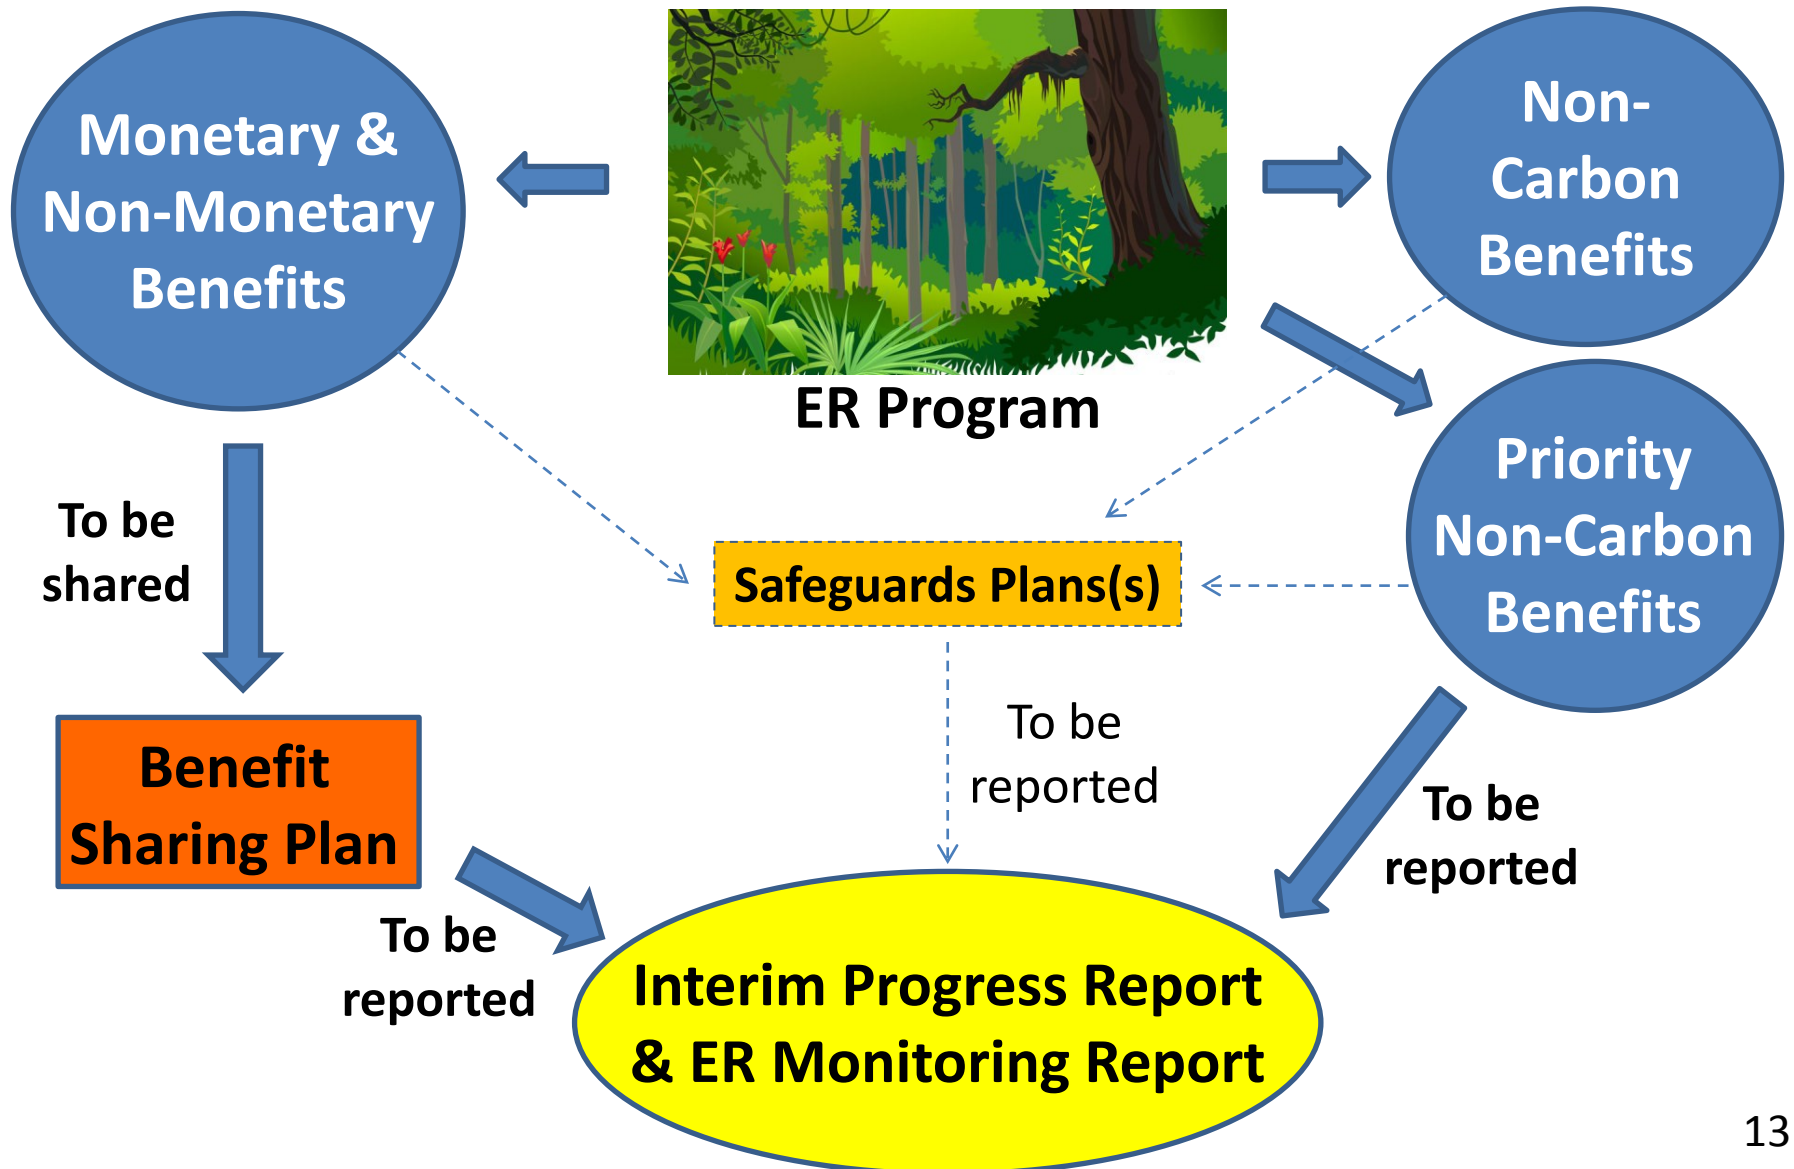 Monetary &
Non-Monetary
Benefits
Non-
Carbon
Benefits
ER Program
Priority
Non-Carbon
Benefits
To be
shared
Safeguards Plans(s)
To be
reported
Benefit
Sharing Plan
To be
reported
To be
reported
Interim Progress Report
& ER Monitoring Report
13